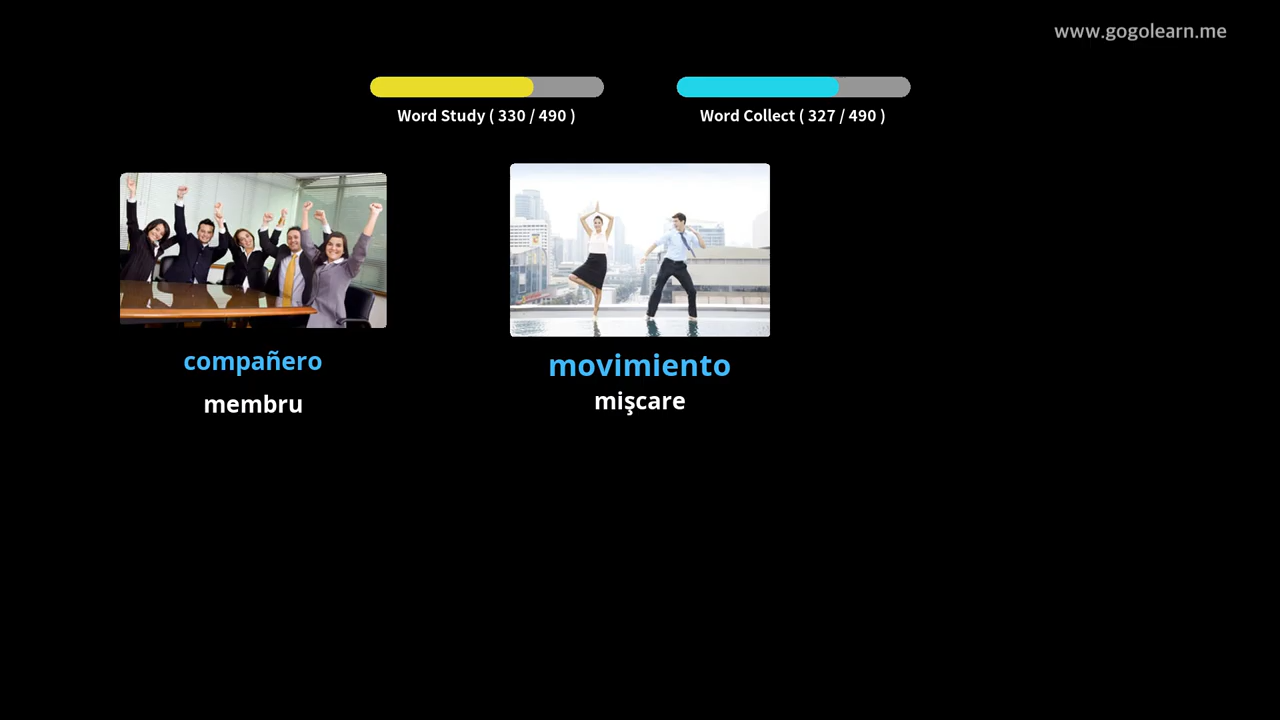 www.gogolearn.me
Word Study ( 330 / 490 )
Word Collect ( 327 / 490 )
compañero
membru
movimiento
mişcare